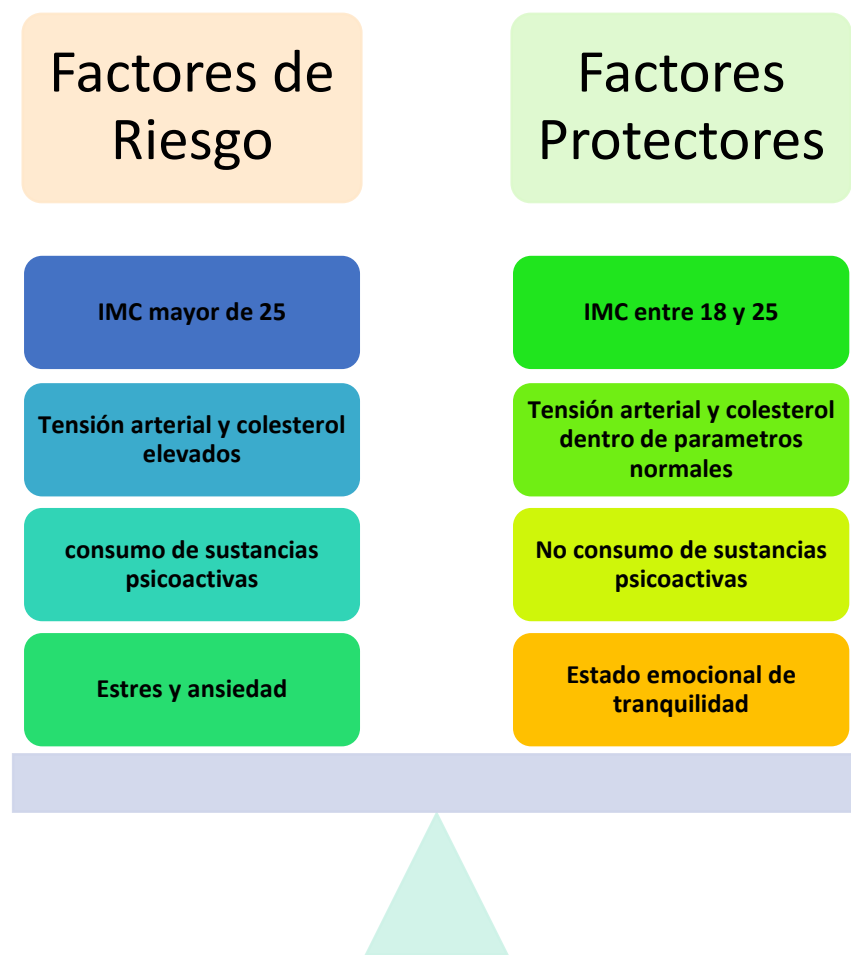 Factores de
Riesgo
Factores
Protectores
IMC mayor de 25
IMC entre 18 y 25
Tensión arterial y colesterol
elevados
Tensión arterial y colesterol
dentro de parametros
normales
consumo de sustancias
psicoactivas
No consumo de sustancias
psicoactivas
Estres y ansiedad
Estado emocional de
tranquilidad